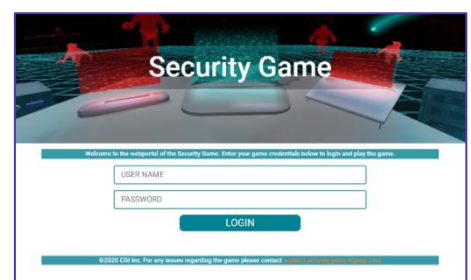 Security Game
Welcome to the webportal of the Security Game. Enter your game credentials below to login and play the game.
USER NAME
PASSWORD
LOGIN
©2020 CGI Inc. For any issues regarding the game please contact